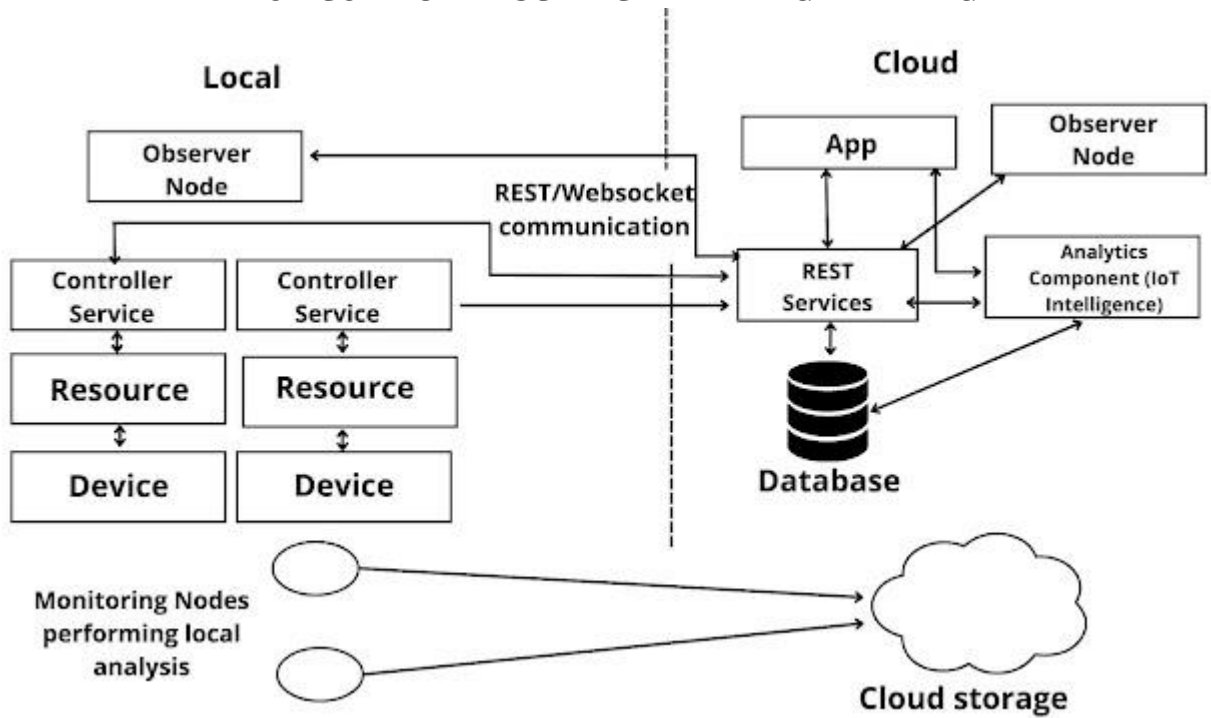 Local
Cloud
Observer
Node
App
Observer
Node
REST/Websocket
communication
Controller
Service
Controller
Service
REST
Services
Analytics
Component (IoT
Intelligence)
Resource
Resource
Device
Device
Database
Monitoring Nodes
performing local
analysis
Cloud storage